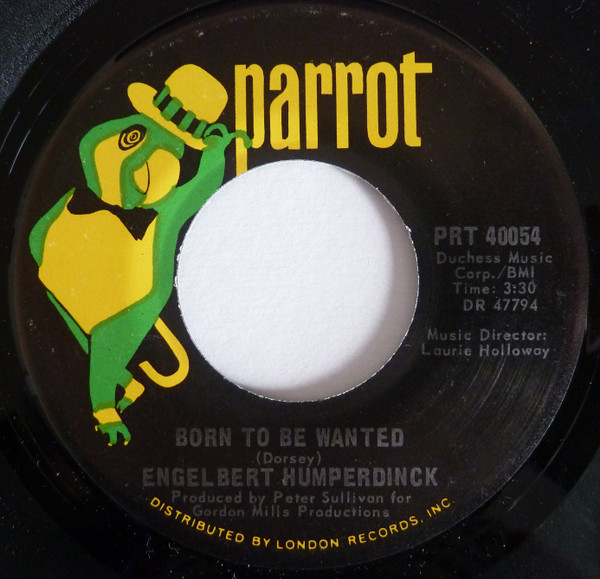 parrot
PRT 40054
Duchess Music
Corp./BMI
Time: 3:30
DR 47794
Music Director:
Laurie Holloway
BORN TO BE WANTED
(Dorsey)
ENGELBERT HUMPERDINCK
Produced by Peter Sullivan for
Gordon Mills Productions
DISTRIBUTED BY LONDON RECORDS, INC.